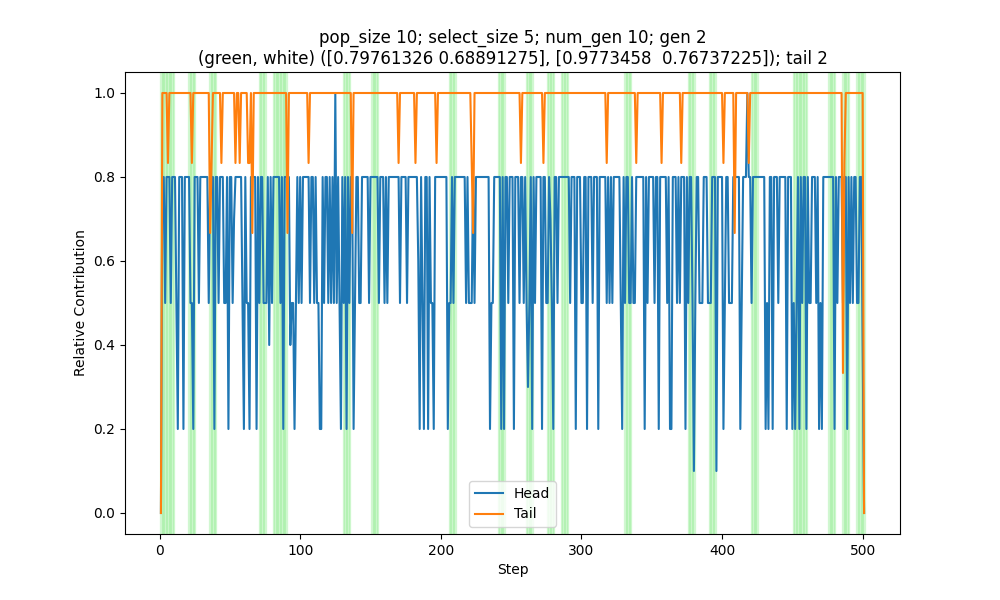 pop_size 10; select_size 5; num_gen 10; gen 2
(green, white) ([0.79761326 0.68891275], [0.9773458  0.76737225]); tail 2
1.0
0.8
0.6
0.4
0.2
0.0
Relative Contribution
Head
Tail
0 100 200 300 400 500
Step